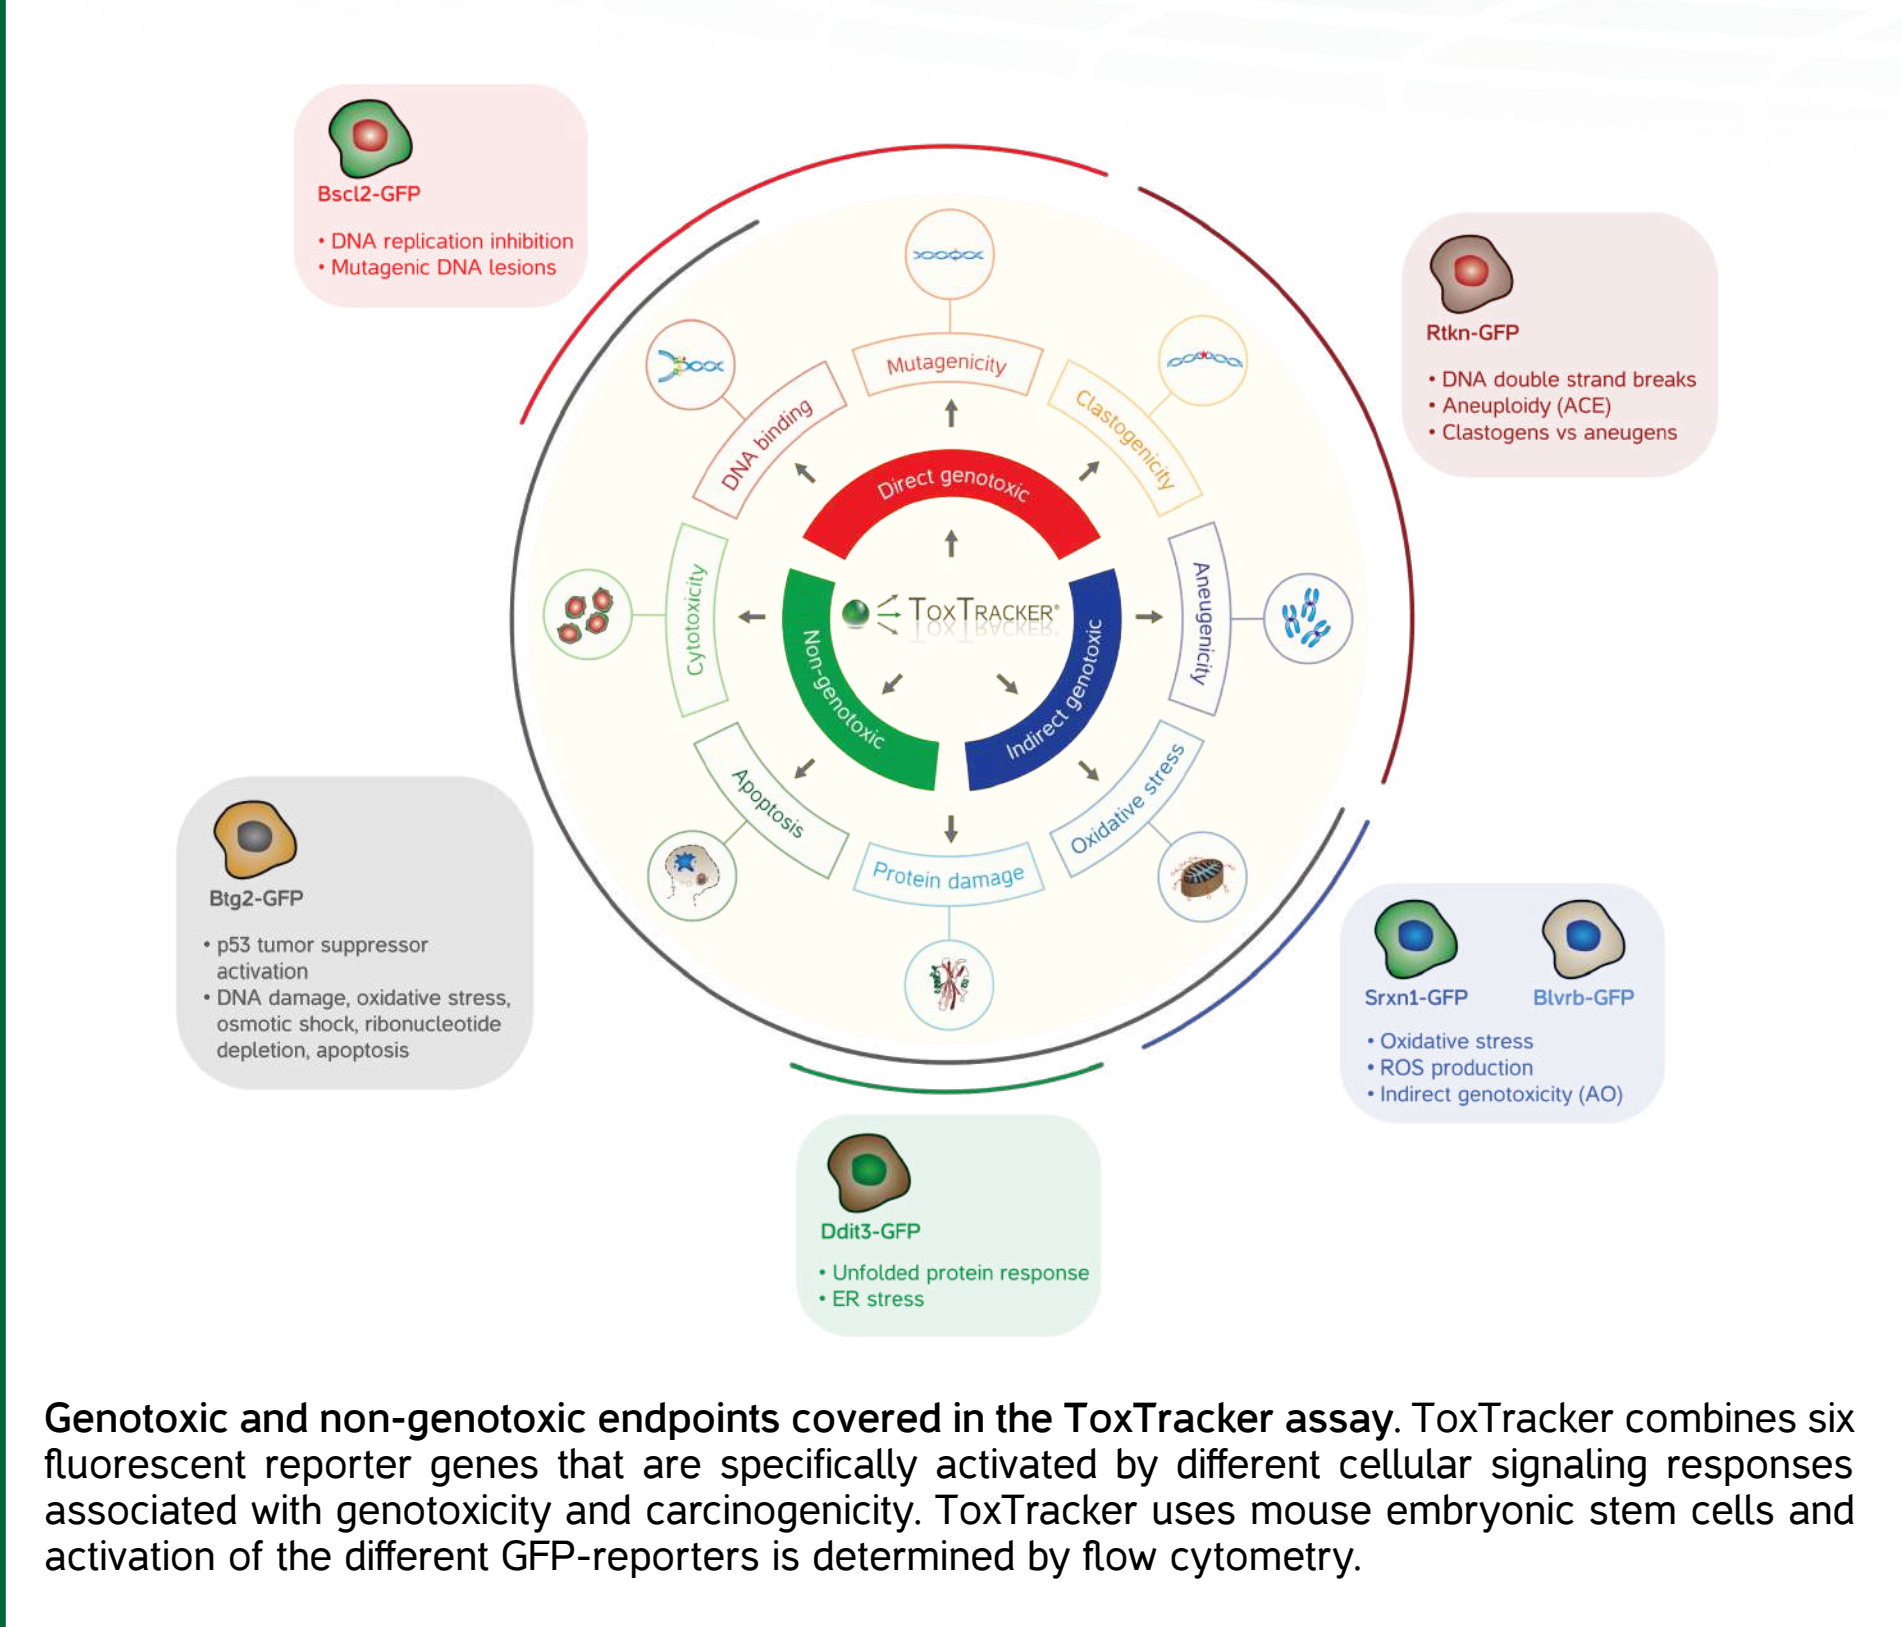 Bscl2-GFP
• DNA replication inhibition
• Mutagenic DNA lesions
Rtkn-GFP
• DNA double strand breaks
• Aneuploidy (ACE)
• Clastogens vs aneugens
Mutagenicity
DNA binding
Clastogenicity
Direct genotoxic
Cytotoxicity
TOXTRACKER®
Aneugenicity
Non-genotoxic
Indirect genotoxic
Apoptosis
Oxidative stress
Protein damage
Btg2-GFP
• p53 tumor suppressor
activation
• DNA damage, oxidative stress,
osmotic shock, ribonucleotide
depletion, apoptosis
Srxn1-GFP
Blvrb-GFP
• Oxidative stress
• ROS production
• Indirect genotoxicity (AO)
Ddit3-GFP
• Unfolded protein response
• ER stress
Genotoxic and non-genotoxic endpoints covered in the ToxTracker assay. ToxTracker combines six
fluorescent reporter genes that are specifically activated by different cellular signaling responses
associated with genotoxicity and carcinogenicity. ToxTracker uses mouse embryonic stem cells and
activation of the different GFP-reporters is determined by flow cytometry.